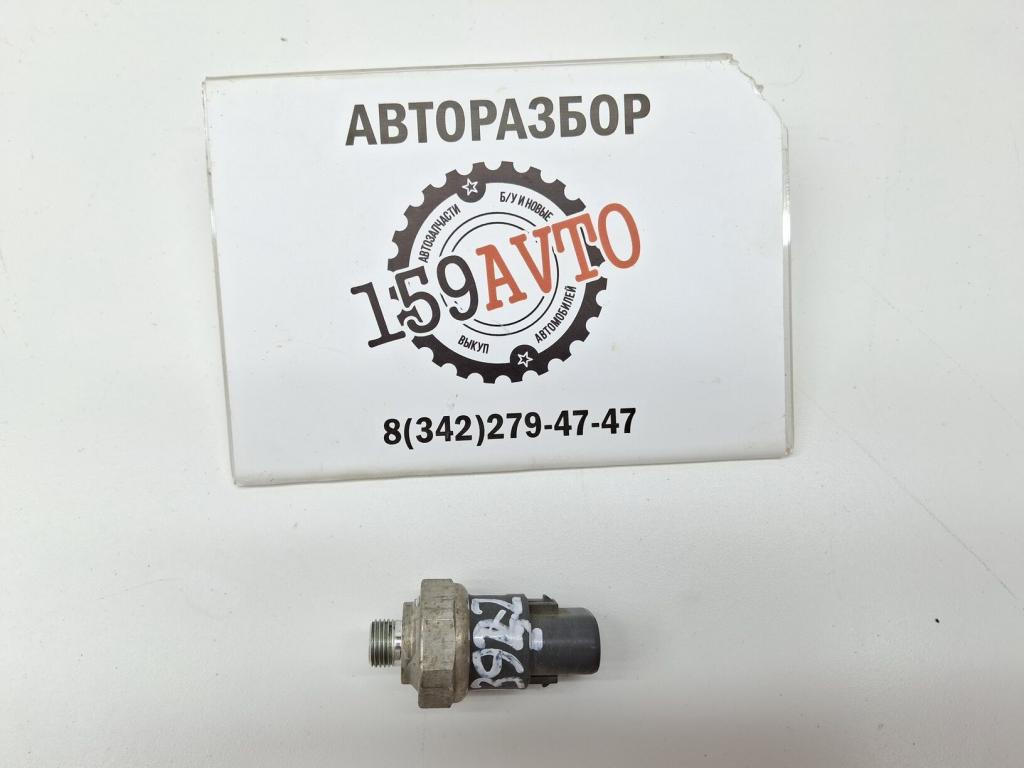 АВТОРАЗБОР
АВТОЗАПЧАСТИ
Б/У И НОВЫЕ
159AVTO
ВЫКУП
АВТОМОБИЛЕЙ
8(342)279-47-47